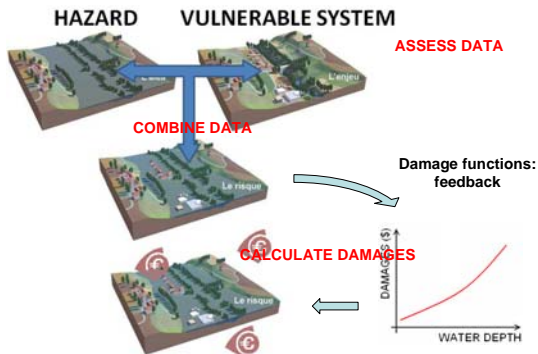 HAZARD
VULNERABLE SYSTEM
ASSESS DATA
L'enjeu
COMBINE DATA
Le risque
Damage functions:
feedback
CALCULATE DAMAGES
Le risque
DAMAGES ($)
WATER DEPTH